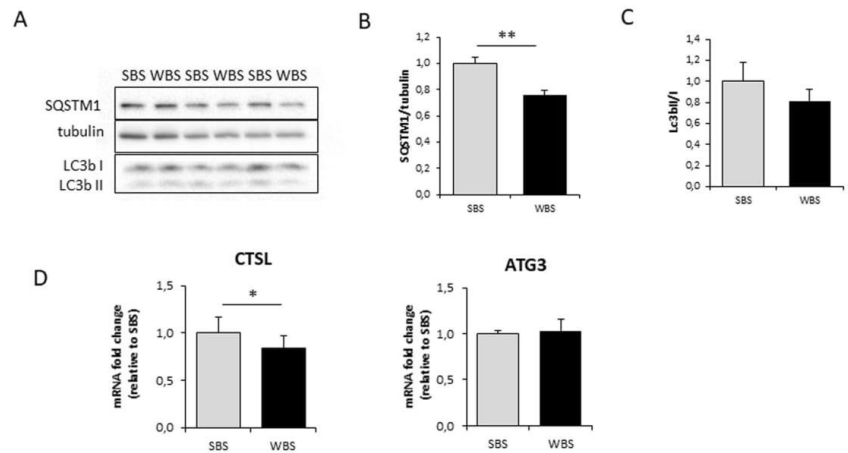 A
SBS WBS SBS WBS SBS WBS
SQSTM1
tubulin
LC3b I
LC3b II
B
SQSTM1/tubulin
1,2
1,0
0,8
0,6
0,4
0,2
0,0
**
SBS WBS
C
Lc3bII/I
1,4
1,2
1,0
0,8
0,6
0,4
0,2
0,0
SBS WBS
D
CTSL
mRNA fold change
(relative to SBS)
1,5
1,0
0,5
0,0
*
SBS WBS
ATG3
mRNA fold change
(relative to SBS)
1,5
1,0
0,5
0,0
SBS WBS